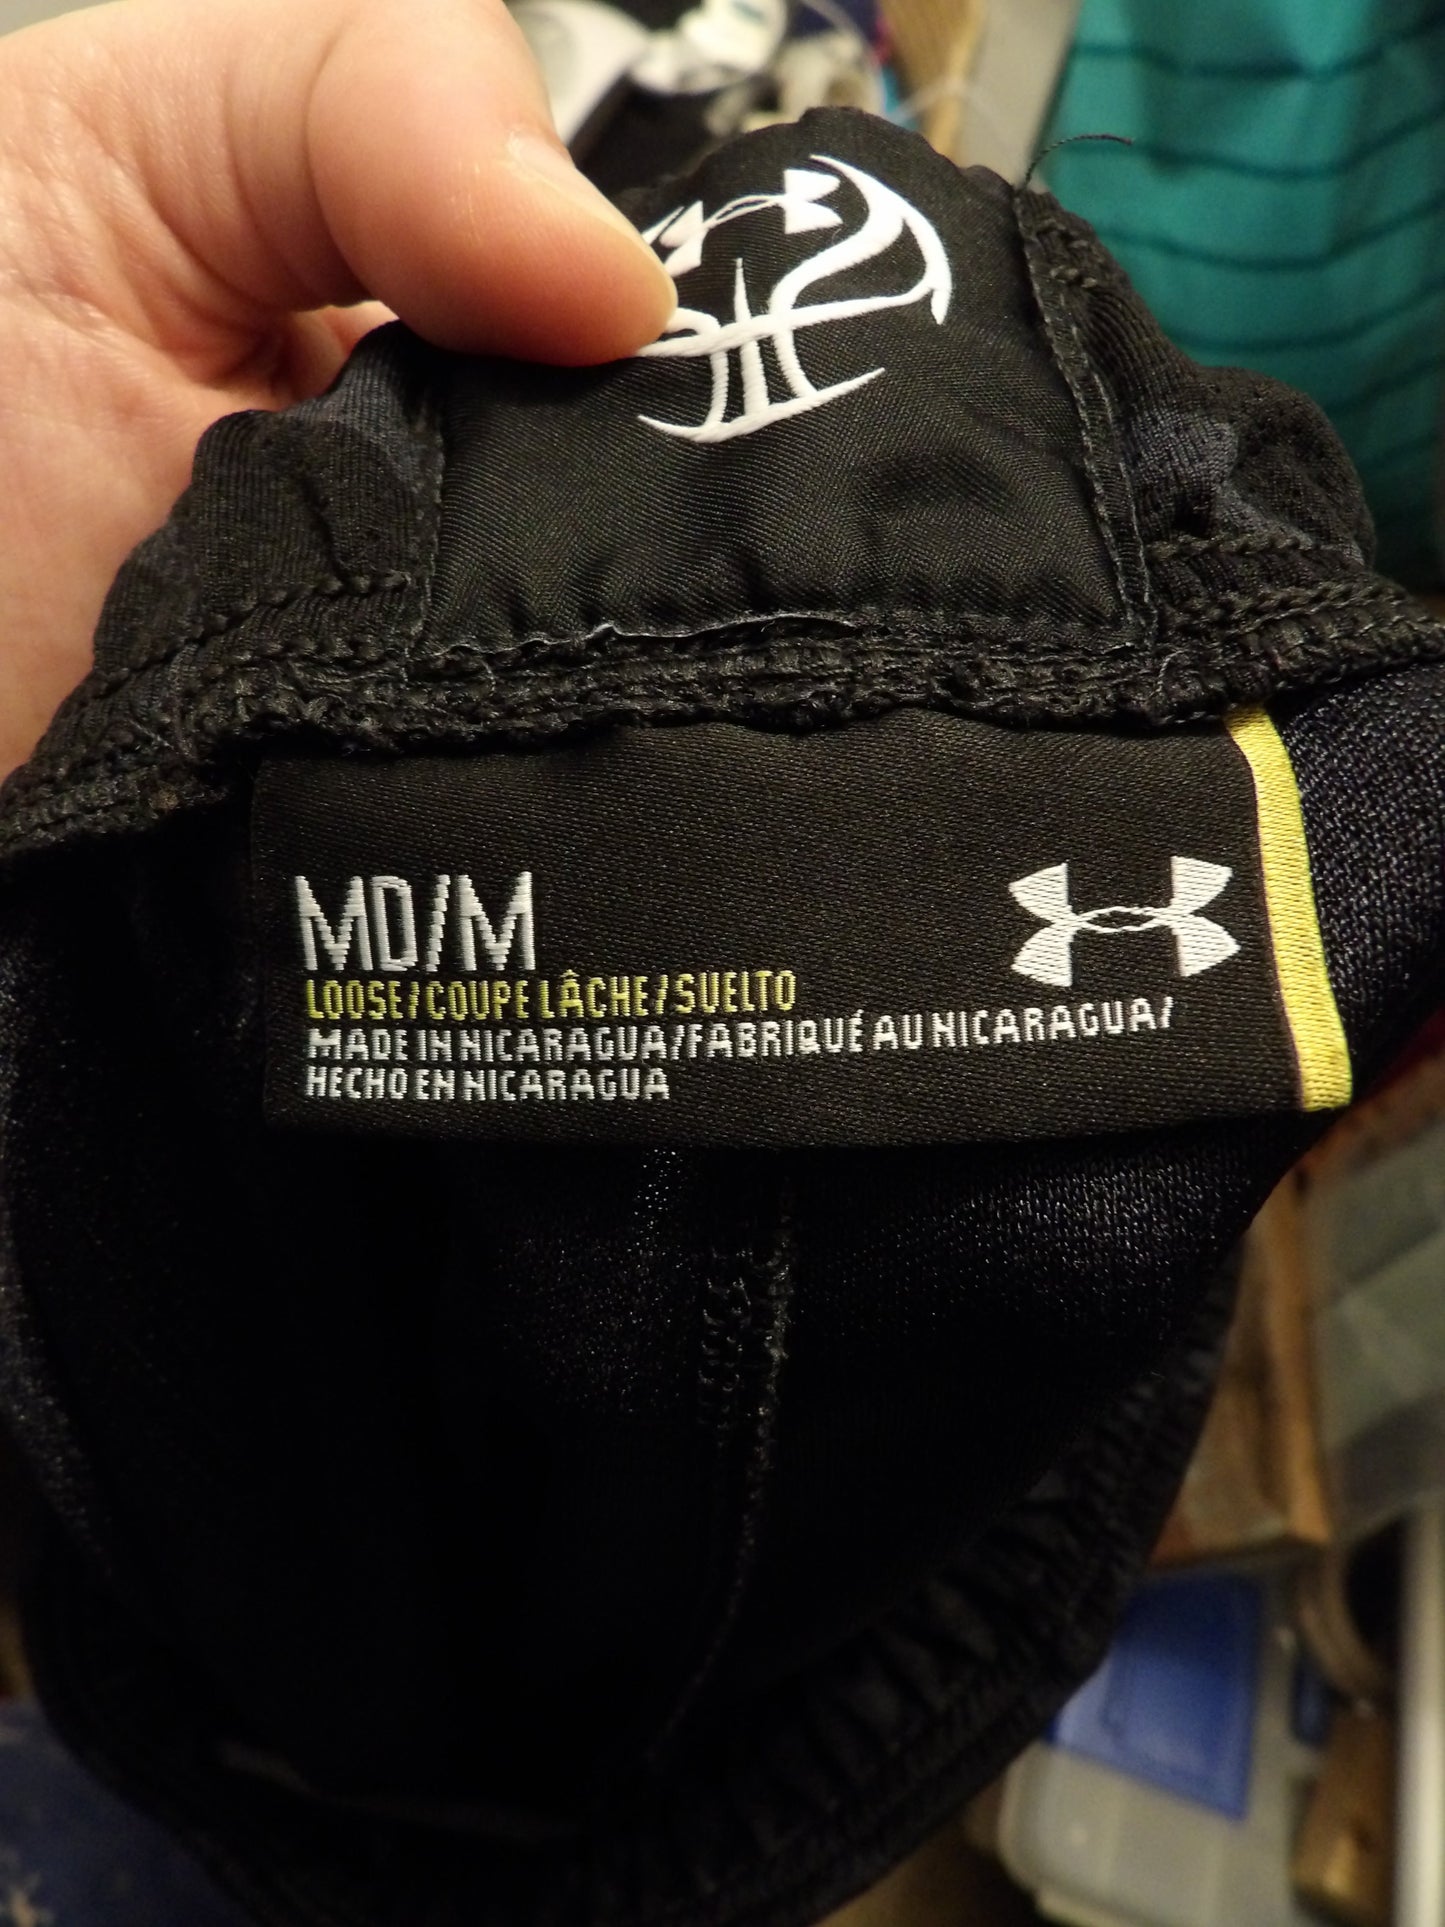 MD/M
LOOSE/COUPE LÂCHE/SUELTO
MADE IN NICARAGUA/FABRIQUÉ AU NICARAGUA/
HECHO EN NICARAGUA